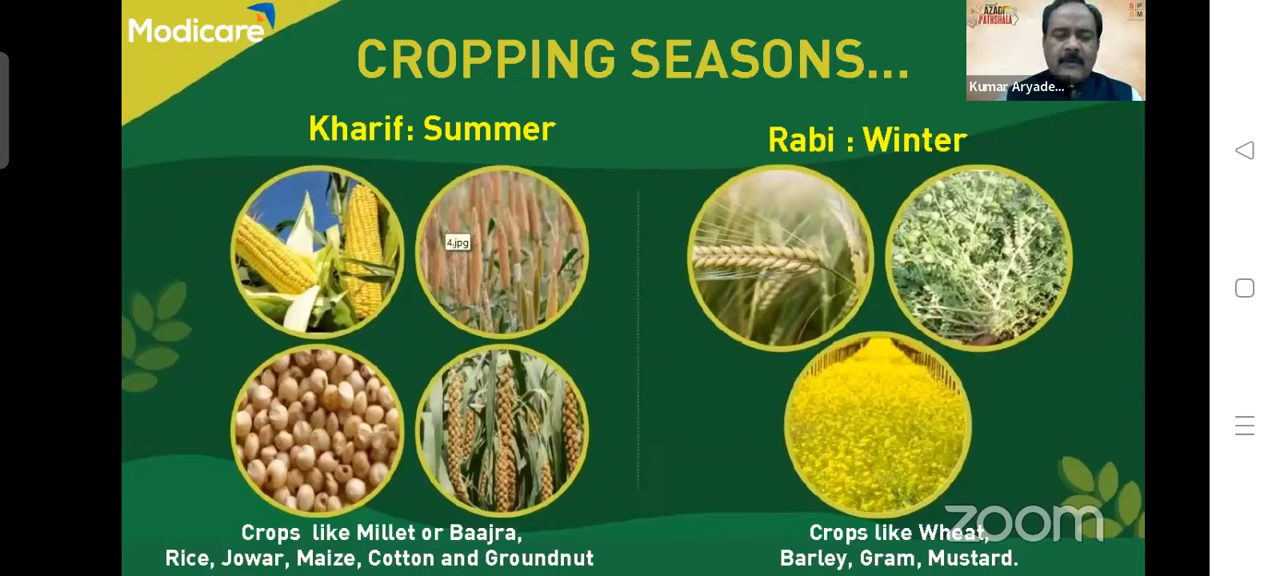 Modicare
AZADI
PATHSHALA
CROPPING SEASONS...
Kumar Aryade...
Kharif: Summer
Rabi : Winter
4.jpg
Crops like Millet or Baajra,
Rice, Jowar, Maize, Cotton and Groundnut
Crops like Wheat,
Barley, Gram, Mustard.
zoom